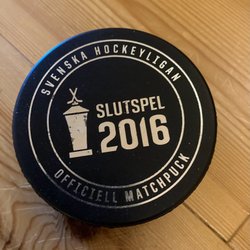 SVENSKA HOCKEYLIGAN
SLUTSPEL
2016
OFFICIELL MATCHPUCK